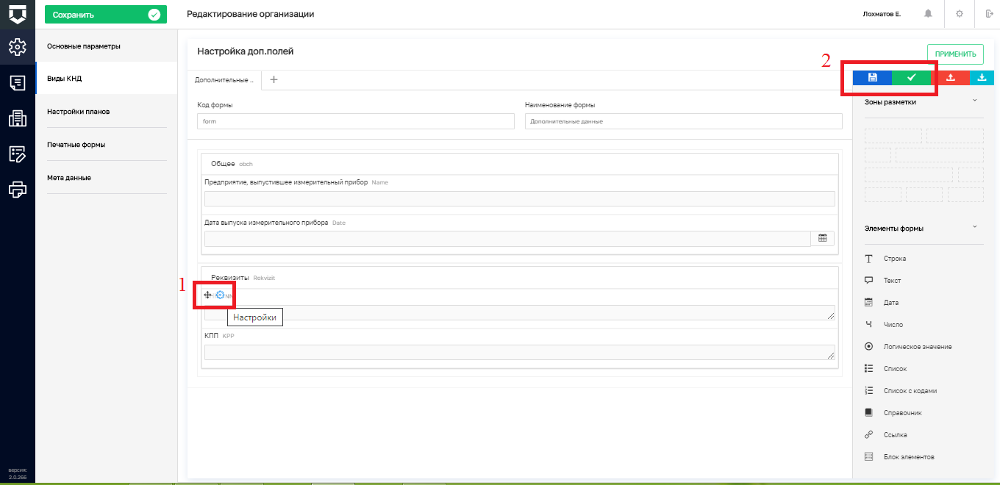 Сохранить
Редактирование организации
Лохматов Е.
Основные параметры
Виды КНД
Настройки планов
Печатные формы
Мета данные
Настройка доп.полей
ПРИМЕНИТЬ
2
Дополнительные ..
Код формы
Наименование формы
form
Дополнительные данные
Общее obch
Предприятие, выпустившее измерительный прибор Name
Дата выпуска измерительного прибора Date
Реквизиты Rekvizit
1
Настройки
КПП KPP
Зоны разметки
Элементы формы
Строка
Текст
Дата
Число
Логическое значение
Список
Список с кодами
Справочник
Ссылка
Блок элементов
версия:
2.0.266